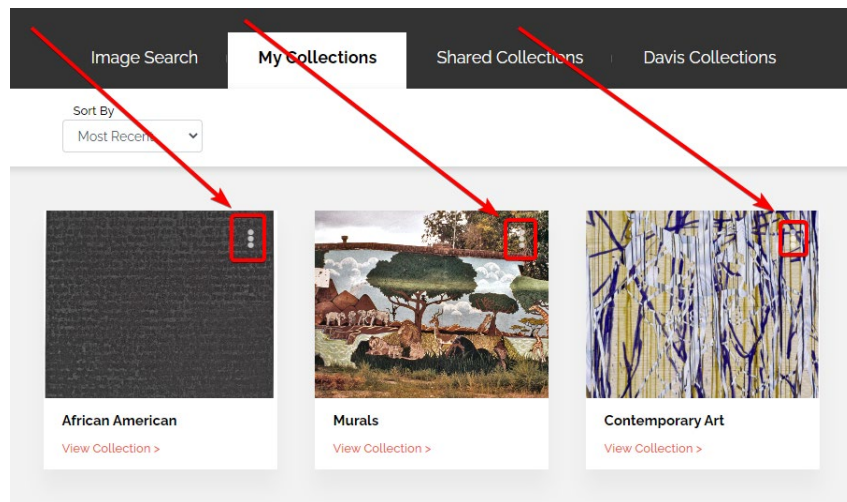 Image Search
My Collections
Shared Collections
Davis Collections
Sort By
Most Recent
African American
View Collection >
Murals
View Collection >
Contemporary Art
View Collection >